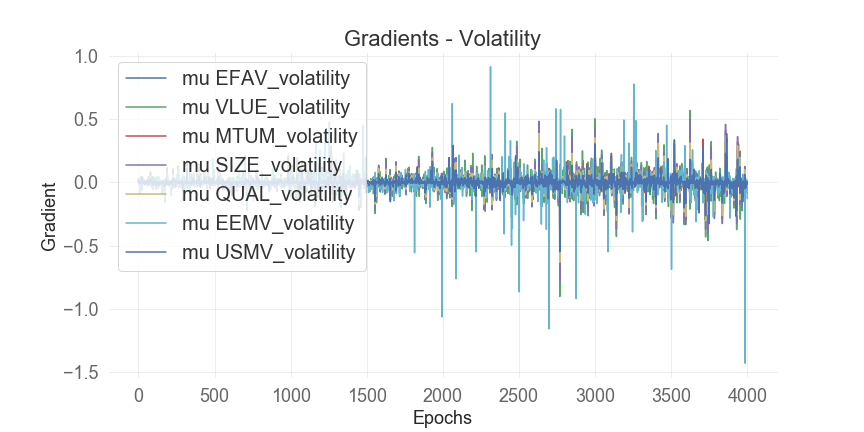 Gradients - Volatility
1.0
0.5
0.0
−0.5
−1.0
−1.5
Gradient
mu EFAV_volatility
mu VLUE_volatility
mu MTUM_volatility
mu SIZE_volatility
mu QUAL_volatility
mu EEMV_volatility
mu USMV_volatility
0 500 1000 1500 2000 2500 3000 3500 4000
Epochs